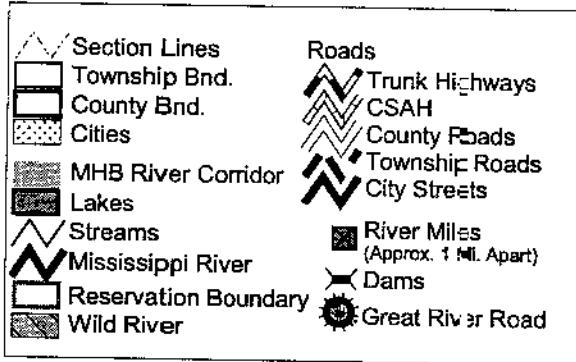 Section Lines
Township Bnd.
County Bnd.
Cities
MHB River Corridor
Lakes
Streams
Mississippi River
Reservation Boundary
Wild River
Roads
Trunk Highways
CSAH
County Roads
Township Roads
City Streets
River Miles
(Approx. 1 Mi. Apart)
Dams
Great River Road